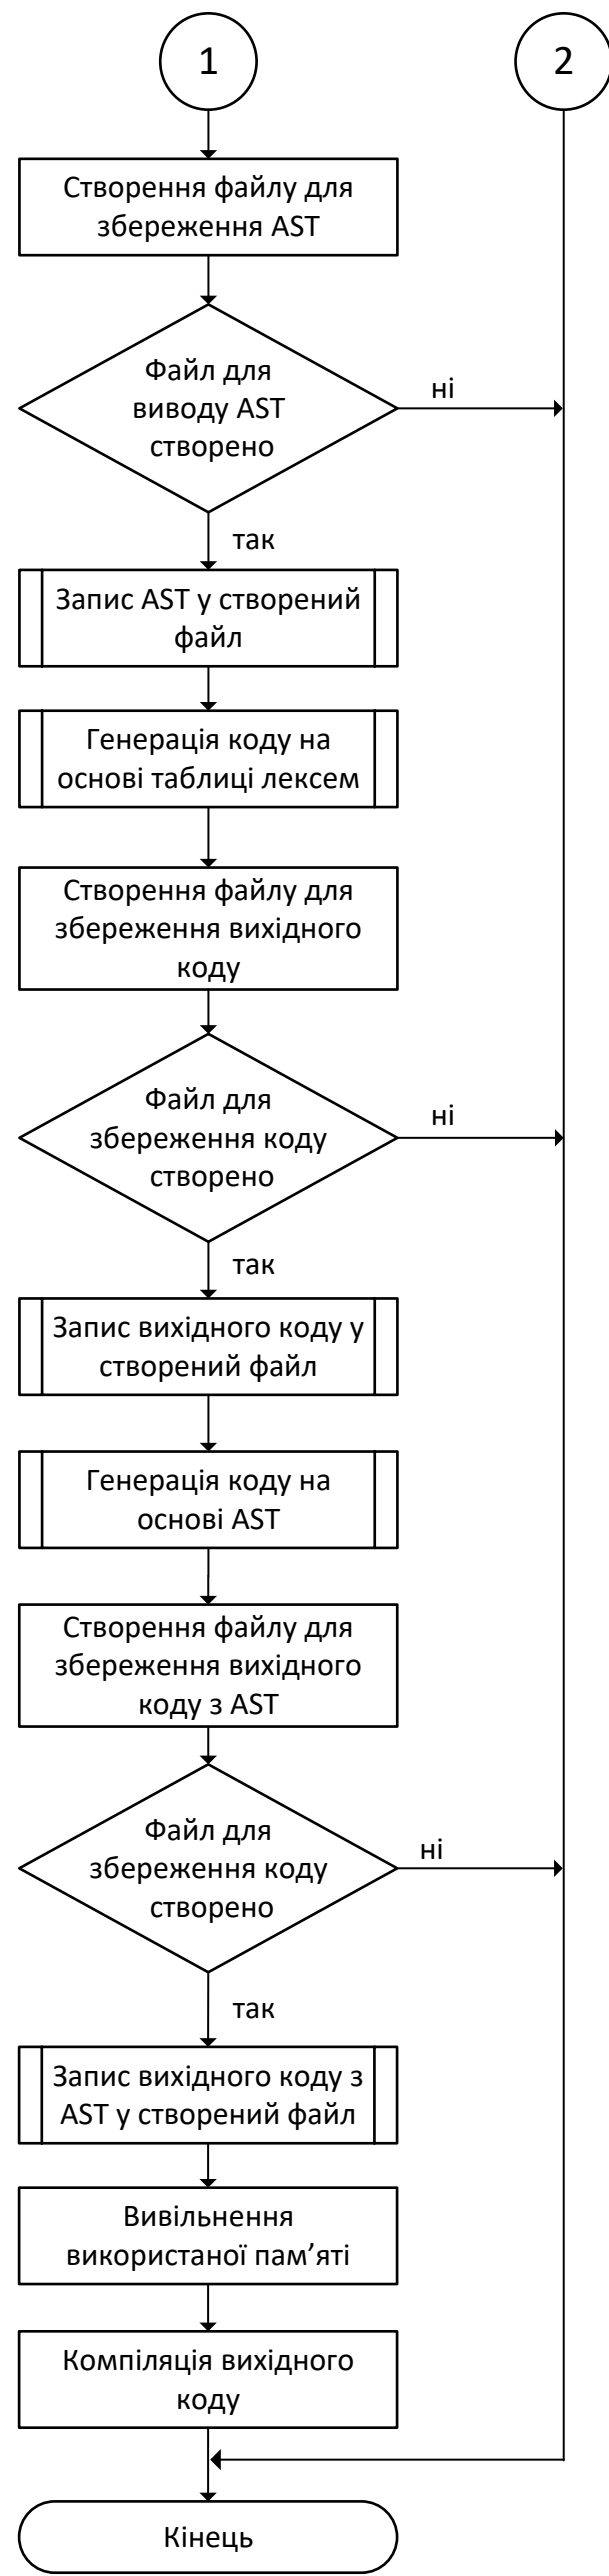 1
2
Створення файлу для
збереження AST
Файл для
виводу AST
створено
ні
так
Запис AST у створений
файл
Генерація коду на
основі таблиці лексем
Створення файлу для
збереження вихідного
коду
Файл для
збереження коду
створено
ні
так
Запис вихідного коду у
створений файл
Генерація коду на
основі AST
Створення файлу для
збереження вихідного
коду з AST
Файл для
збереження коду
створено
ні
так
Запис вихідного коду з
AST у створений файл
Вивільнення
використаної пам’яті
Компіляція вихідного
коду
Кінець